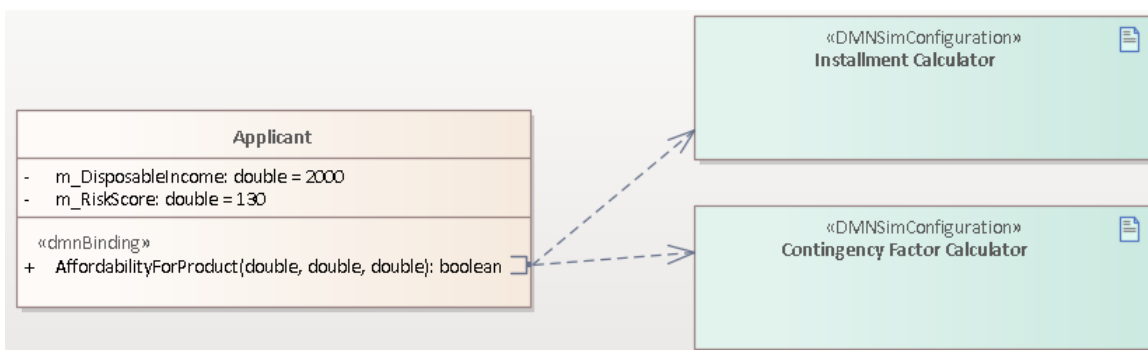 Applicant
- m_DisposableIncome: double = 2000
- m_RiskScore: double = 130
«dmnBinding»
+ AffordabilityForProduct(double, double, double): boolean
«DMNSimConfiguration»
Installment Calculator
«DMNSimConfiguration»
Contingency Factor Calculator